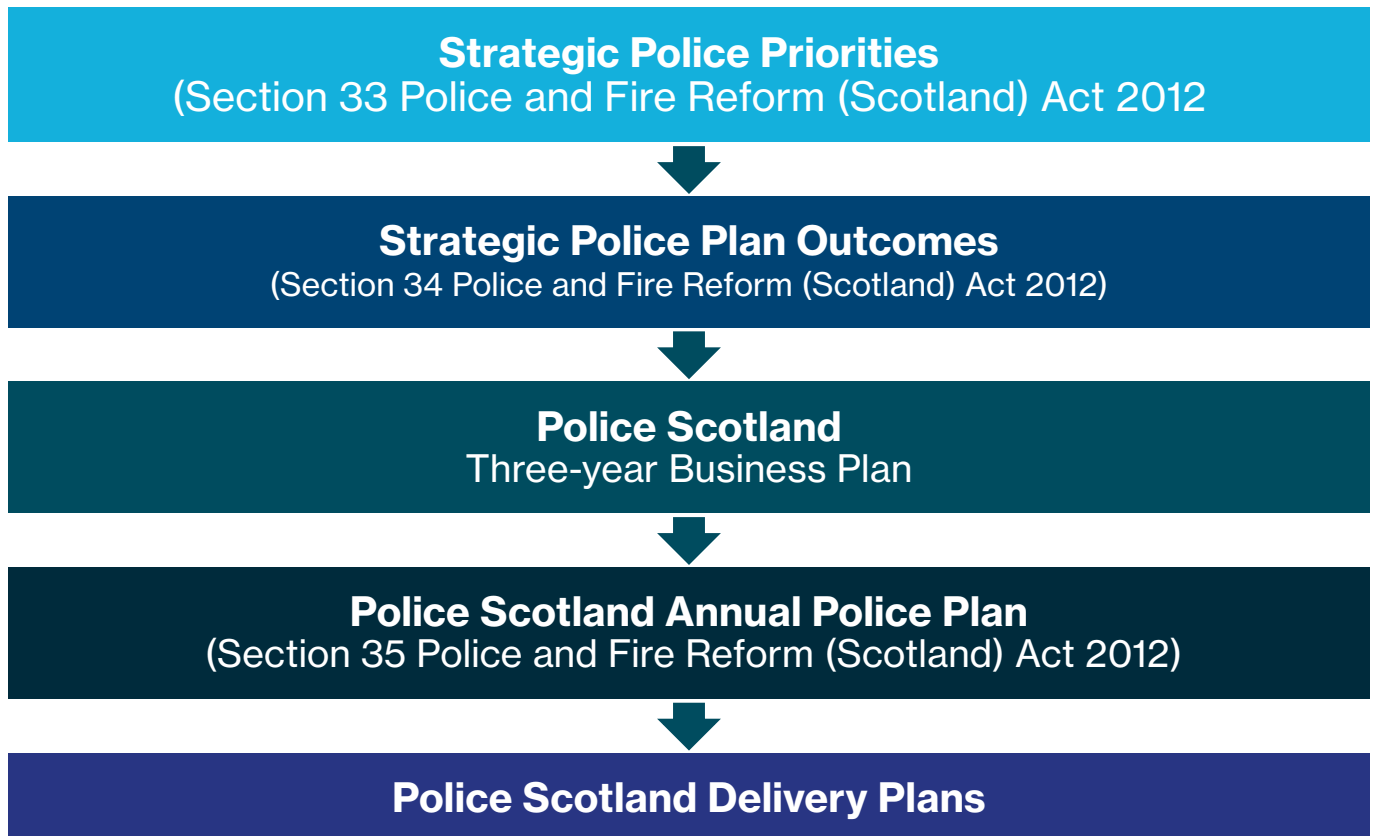 Strategic Police Priorities
(Section 33 Police and Fire Reform (Scotland) Act 2012
Strategic Police Plan Outcomes
(Section 34 Police and Fire Reform (Scotland) Act 2012)
Police Scotland
Three-year Business Plan
Police Scotland Annual Police Plan
(Section 35 Police and Fire Reform (Scotland) Act 2012)
Police Scotland Delivery Plans